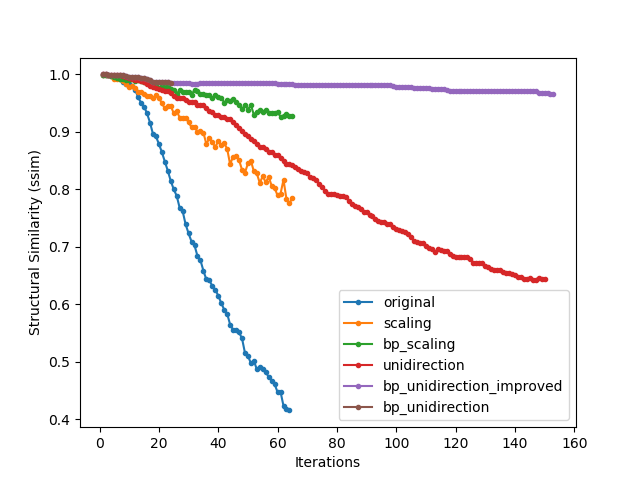 1.0
0.9
0.8
0.7
0.6
0.5
0.4
Structural Similarity (ssim)
0 20 40 60 80 100 120 140 160
Iterations
original
scaling
bp_scaling
unidirection
bp_unidirection_improved
bp_unidirection